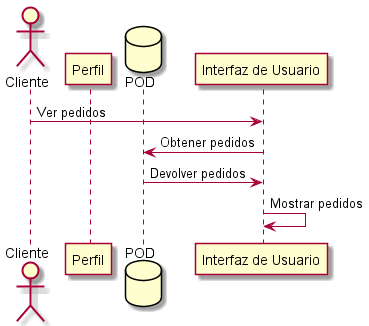 Cliente
Perfil
POD
Interfaz de Usuario
Ver pedidos
Obtener pedidos
Devolver pedidos
Mostrar pedidos
Cliente
Perfil
POD
Interfaz de Usuario